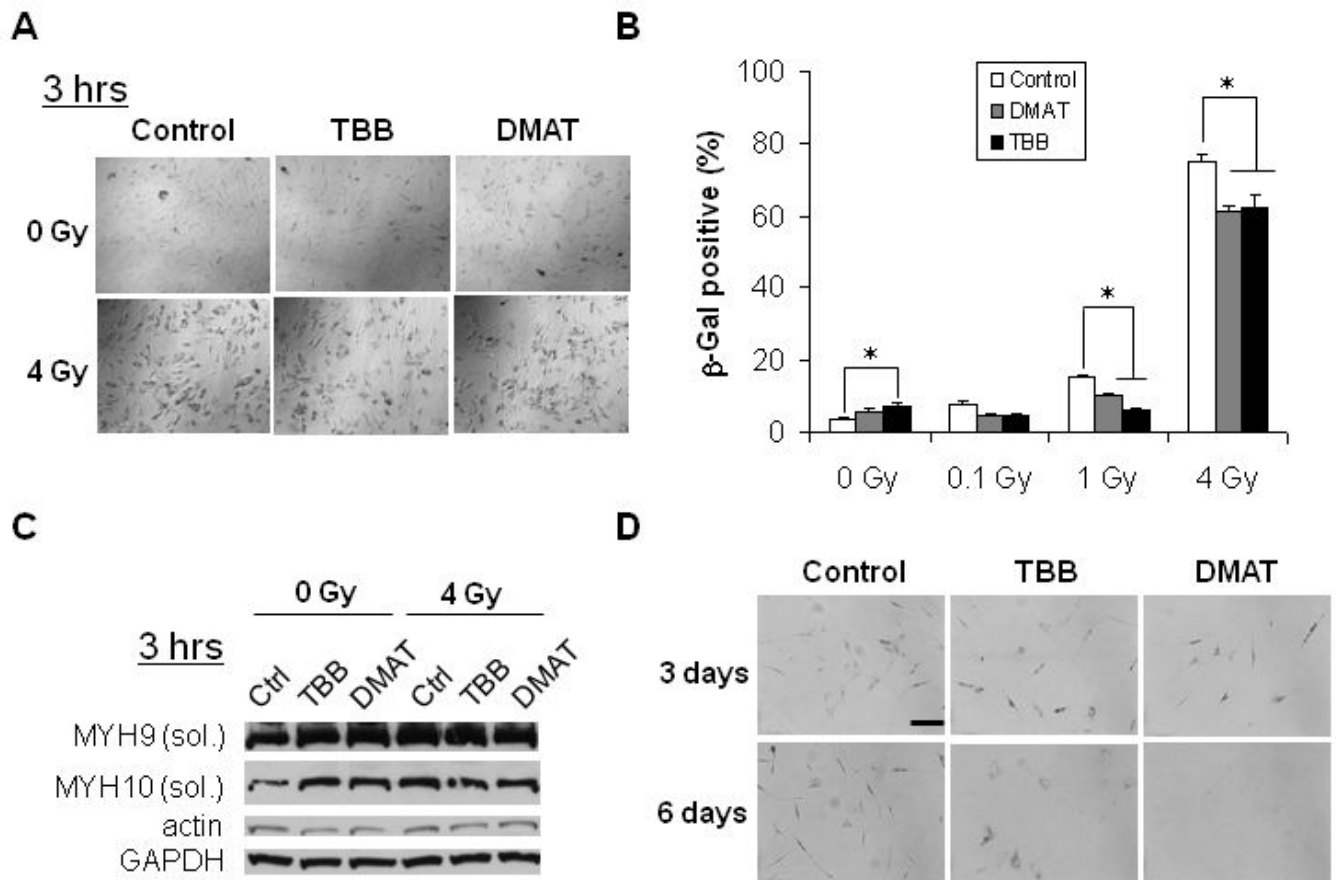 A
3 hrs
Control TBB DMAT
0 Gy
4 Gy
B
β-Gal positive (%)
100
80
60
40
20
0
Control
DMAT
TBB
*
*
*
0 Gy 0.1 Gy 1 Gy 4 Gy
C
0 Gy 4 Gy
3 hrs
Ctrl TBB DMAT Ctrl TBB DMAT
MYH9 (sol.)
MYH10 (sol.)
actin
GAPDH
D
Control TBB DMAT
3 days
6 days